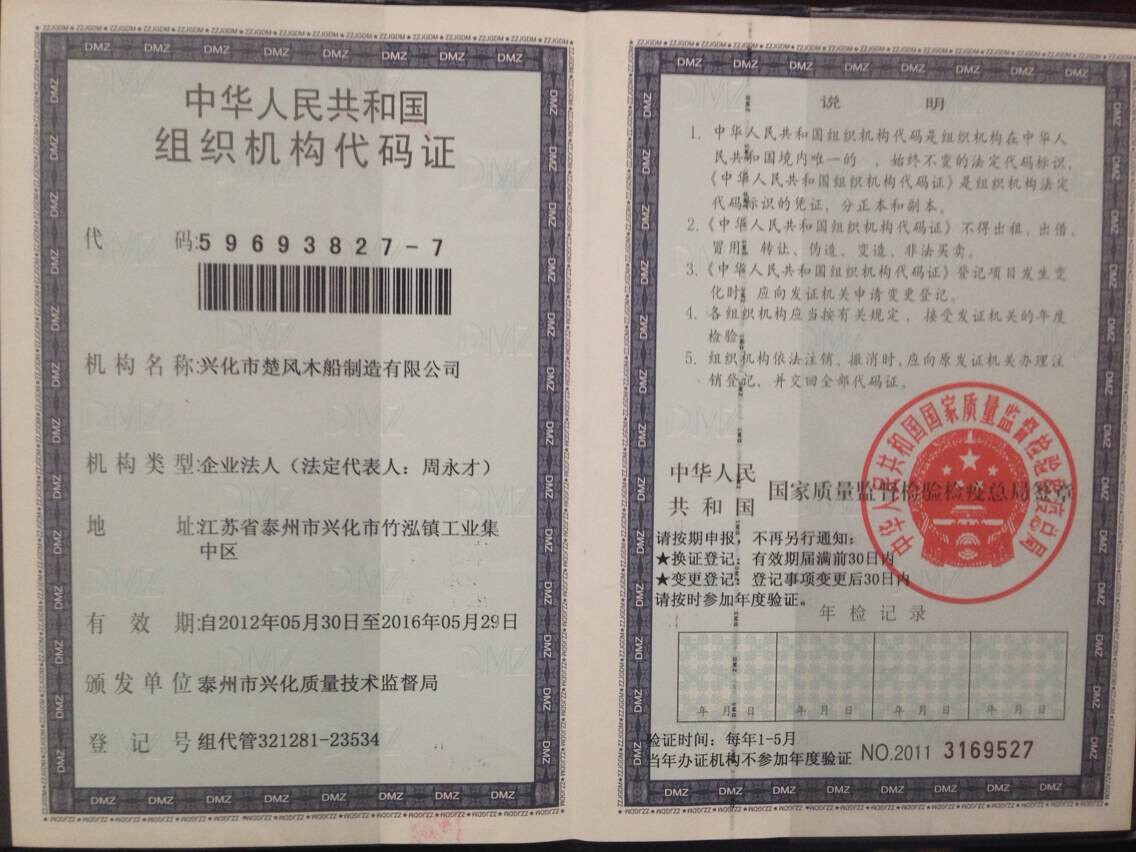 中华人民共和国
组织机构代码证
代 码:59693827-7
机构名称:兴化市楚风木船制造有限公司
机构类型:企业法人（法定代表人：周永才）
地 址:江苏省泰州市兴化市竹泓镇工业集
中区
有 效 期:自2012年05月30日至2016年05月29日
颁发单位 泰州市兴化质量技术监督局
登 记 号 组代管321281-23534
说 明
1. 中华人民共和国组织机构代码是组织机构在中华人
民共和国境内唯一的 、始终不变的法定代码标识，
《中华人民共和国组织机构代码证》是组织机构法定
代码标识的凭证，分正本和副本。
2.《中华人民共和国组织机构代码证》不得出租，出借，
冒用，转让、伪造、变造、非法买卖。
3.《中华人民共和国组织机构代码证》登记项目发生变
化时，应向发证机关申请变更登记。
4. 各组织机构应当按有关规定，接受发证机关的年度
检验。
5. 组织机构依法注销、撤消时，应向原发证机关办理注
销登记，并交回全部代码证。
中华人民
共和国 国家质量监督检验检疫总局签章
中华人民共和国国家质量监督检验检疫总局
请按期申报，不再另行通知：
★换证登记：有效期届满前30日内
★变更登记：登记事项变更后30日内
请按时参加年度验证。
年检记录
年 月 日 年 月 日 年 月 日 年 月 日
验证时间：每年1-5月
当年办证机构不参加年度验证 NO.2011 3169527